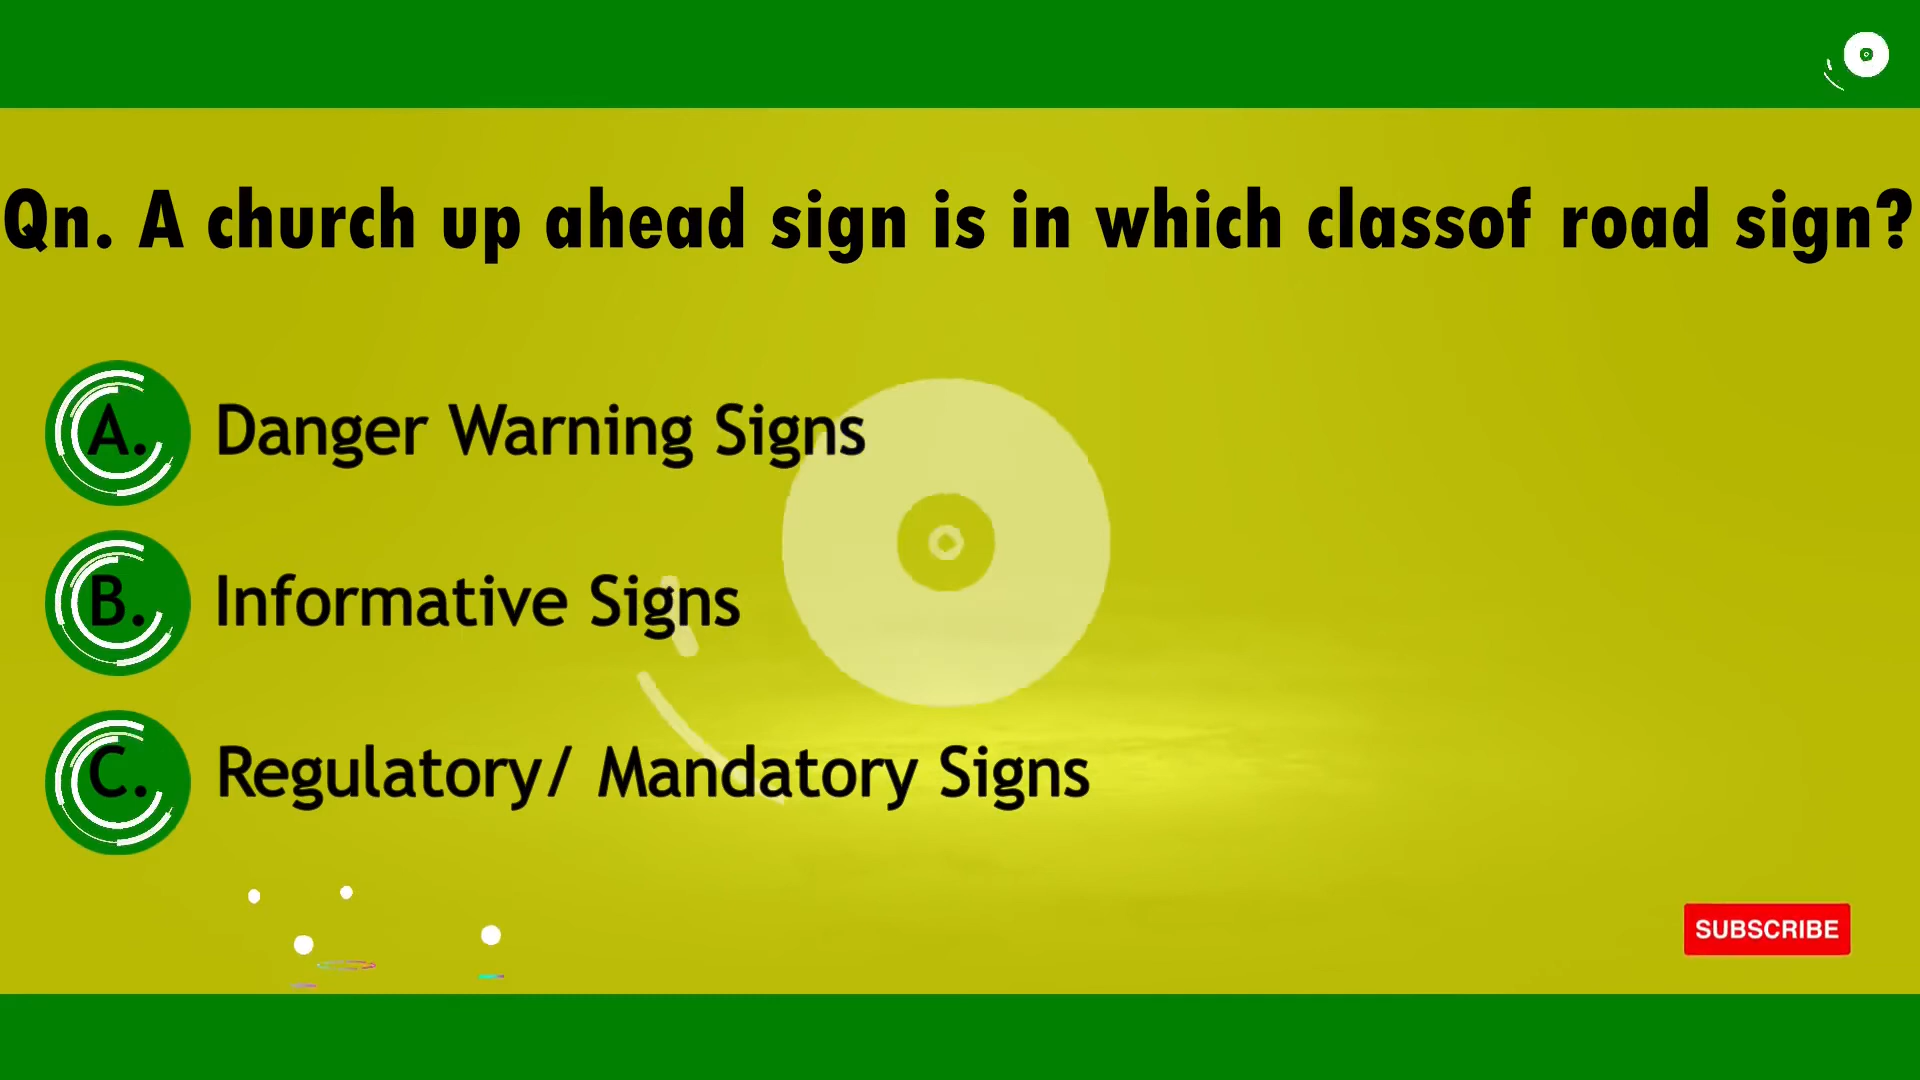 Qn. A church up ahead sign is in which classof road sign?
A. Danger Warning Signs
B. Informative Signs
C. Regulatory/ Mandatory Signs
SUBSCRIBE